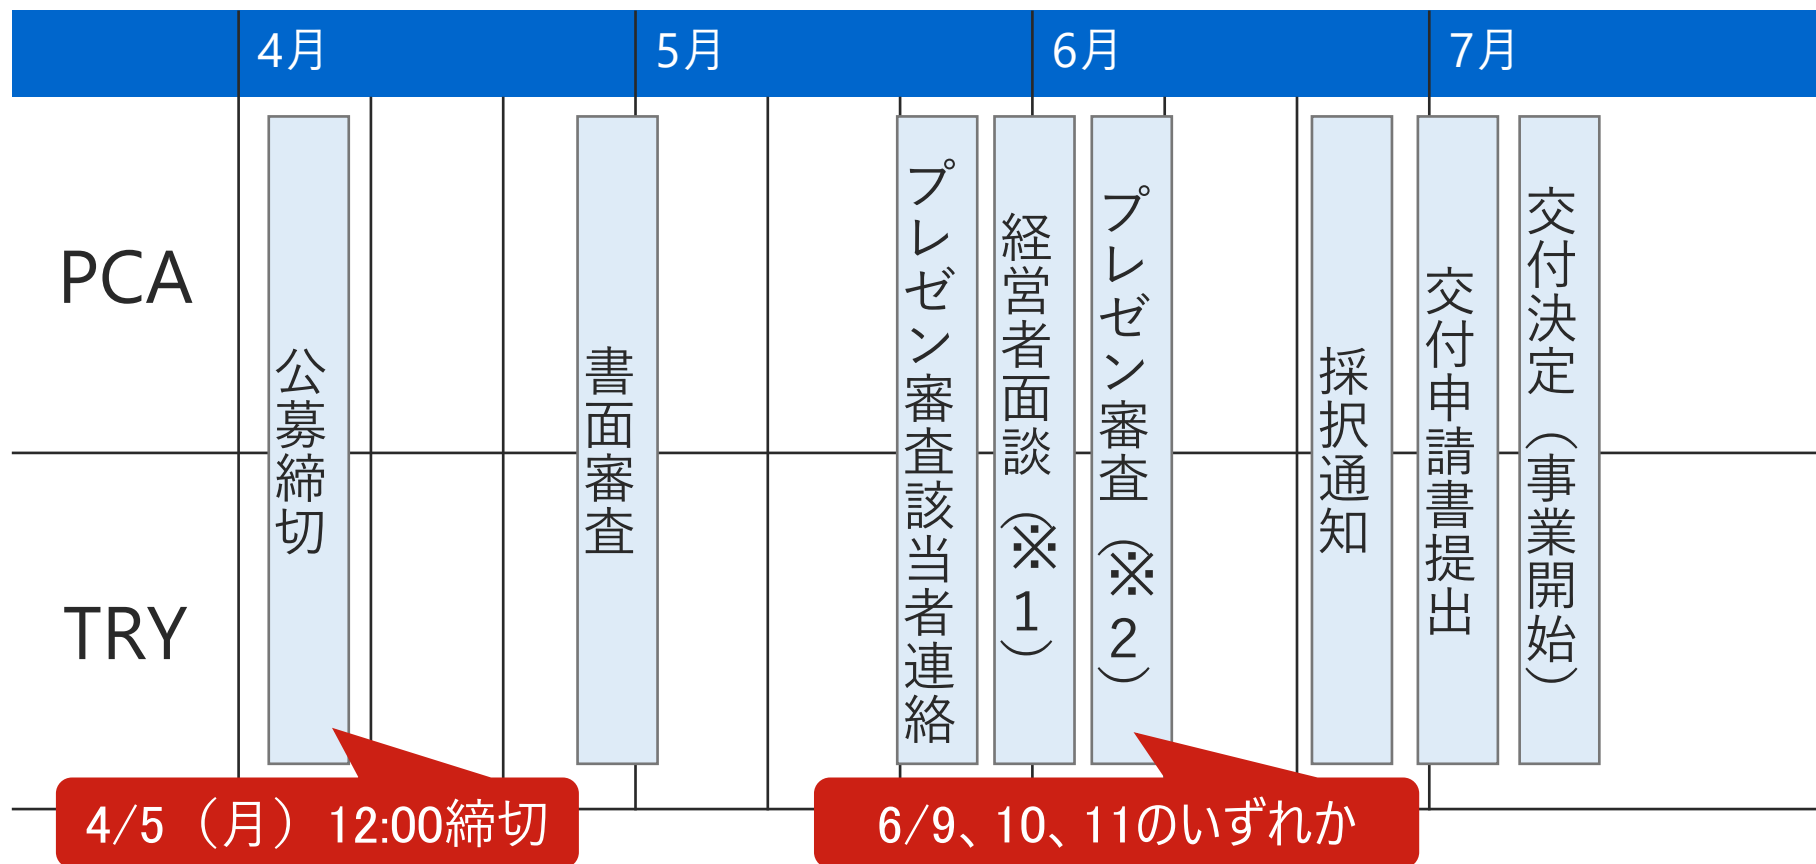 4月
5月
6月
7月
PCA
TRY
公募締切
書面審査
プレゼン審査該当者連絡
経営者面談（※1）
プレゼン審査（※2）
採択通知
交付申請書提出
交付決定（事業開始）
4/5（月）12:00締切
6/9、10、11のいずれか